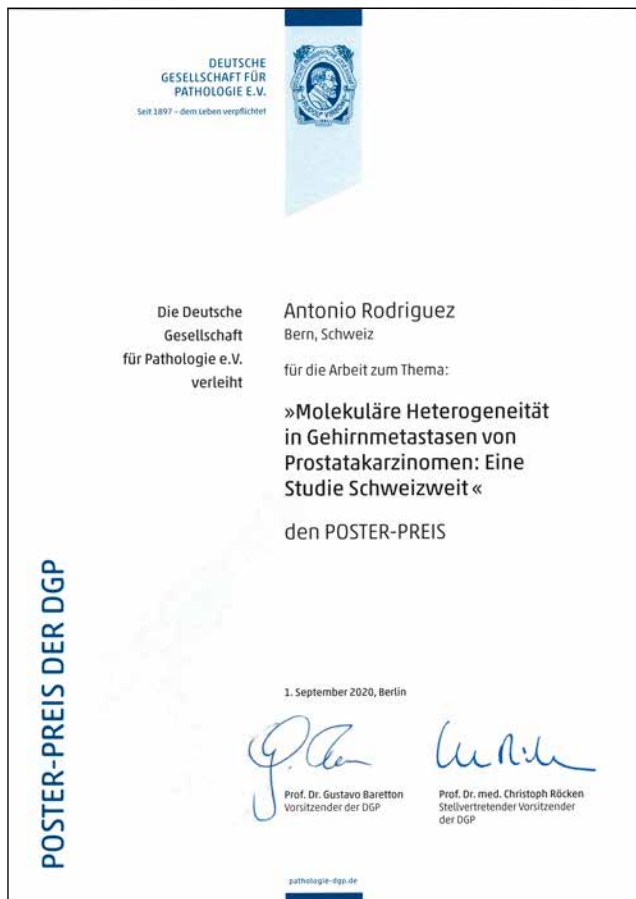 DEUTSCHE
GESELLSCHAFT FÜR
PATHOLOGIE E.V.
Seit 1897 – dem Leben verpflichtet
RUDOLF VIRCHOW
Die Deutsche
Gesellschaft
für Pathologie e.V.
verleiht
Antonio Rodriguez
Bern, Schweiz
für die Arbeit zum Thema:
»Molekuläre Heterogeneität
in Gehirnmetastasen von
Prostatakarzinomen: Eine
Studie Schweizweit«
den POSTER-PREIS
POSTER-PREIS DER DGP
1. September 2020, Berlin
Prof. Dr. Gustavo Baretton
Vorsitzender der DGP
Prof. Dr. med. Christoph Röcken
Stellvertretender Vorsitzender
der DGP
pathologie-dgp.de